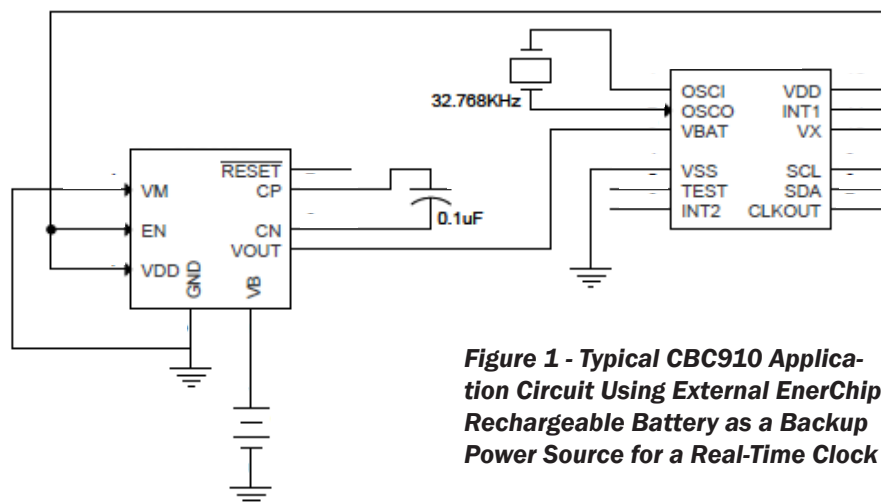 32.768KHz
OSCI VDD
OSCO INT1
VBAT VX
VSS SCL
TEST SDA
INT2 CLKOUT
RESET
VM CP
0.1uF
EN CN
VOUT
VDD GND VB
Figure 1 - Typical CBC910 Applica-
tion Circuit Using External EnerChip
Rechargeable Battery as a Backup
Power Source for a Real-Time Clock